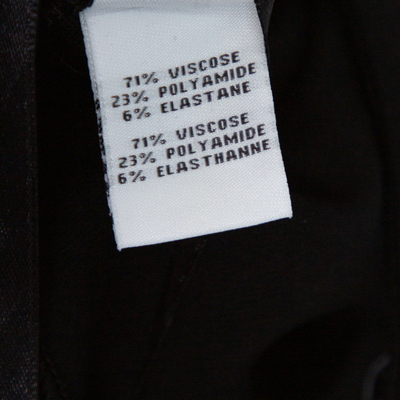 71% VISCOSE
23% POLYAMIDE
6% ELASTANE
71% VISCOSE
23% POLYAMIDE
6% ELASTHANNE